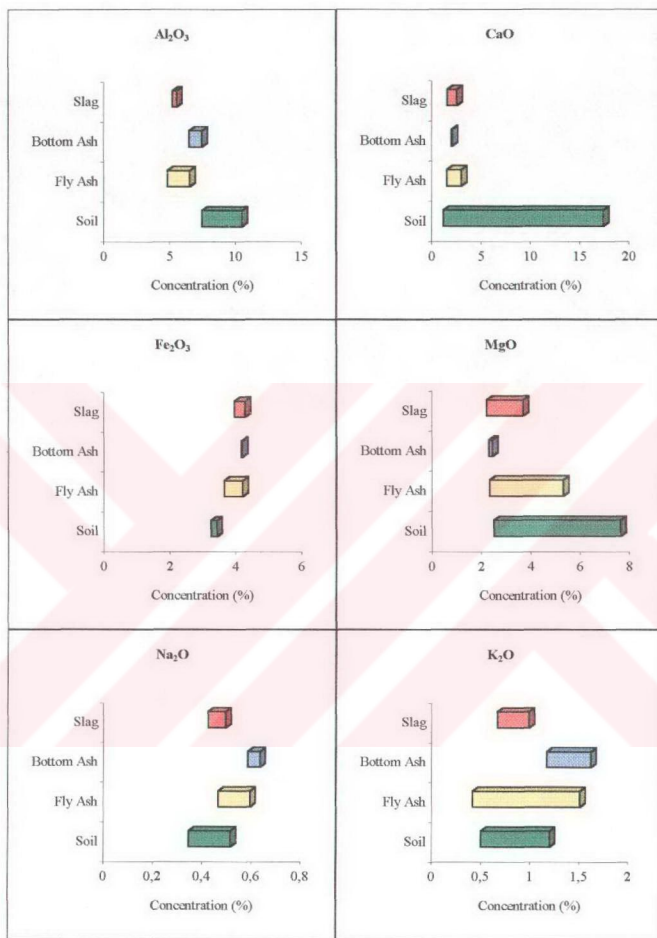 Al₂O₃
Slag
Bottom Ash
Fly Ash
Soil
0 5 10 15
Concentration (%)
CaO
Slag
Bottom Ash
Fly Ash
Soil
0 5 10 15 20
Concentration (%)
Fe₂O₃
Slag
Bottom Ash
Fly Ash
Soil
0 2 4 6
Concentration (%)
MgO
Slag
Bottom Ash
Fly Ash
Soil
0 2 4 6 8
Concentration (%)
Na₂O
Slag
Bottom Ash
Fly Ash
Soil
0 0,2 0,4 0,6 0,8
Concentration (%)
K₂O
Slag
Bottom Ash
Fly Ash
Soil
0 0,5 1 1,5 2
Concentration (%)